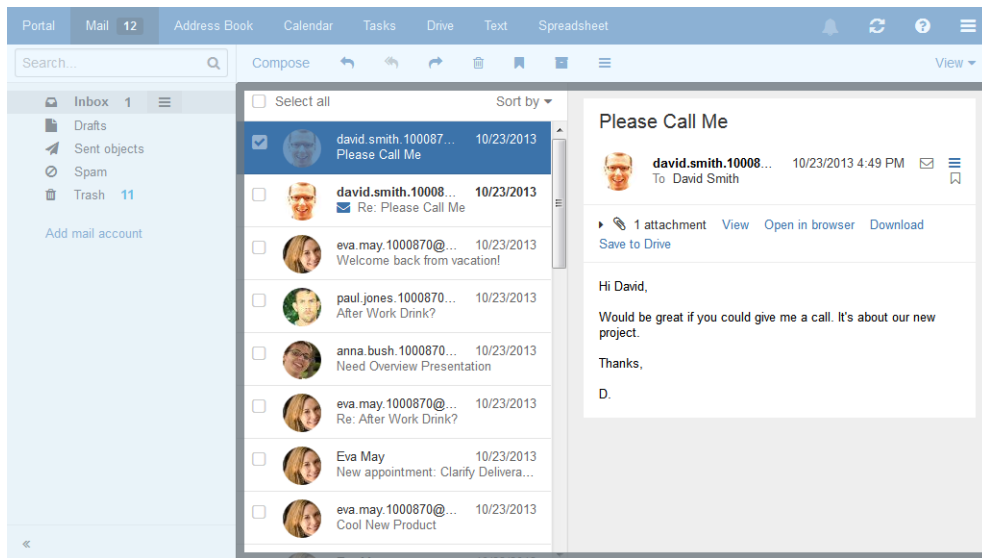 Portal Mail 12 Address Book Calendar Tasks Drive Text Spreadsheet
Search...
Compose
View
Inbox 1
Drafts
Sent objects
Spam
Trash 11
Add mail account
Select all Sort by
david.smith.100087... 10/23/2013
Please Call Me
david.smith.10008... 10/23/2013
Re: Please Call Me
eva.may.1000870@... 10/23/2013
Welcome back from vacation!
paul.jones.1000870... 10/23/2013
After Work Drink?
anna.bush.1000870... 10/23/2013
Need Overview Presentation
eva.may.1000870@... 10/23/2013
Re: After Work Drink?
Eva May 10/23/2013
New appointment: Clarify Delivera...
eva.may.1000870@... 10/23/2013
Cool New Product
Please Call Me
david.smith.10008... 10/23/2013 4:49 PM
To David Smith
1 attachment View Open in browser Download
Save to Drive
Hi David,
Would be great if you could give me a call. It's about our new
project.
Thanks,
D.